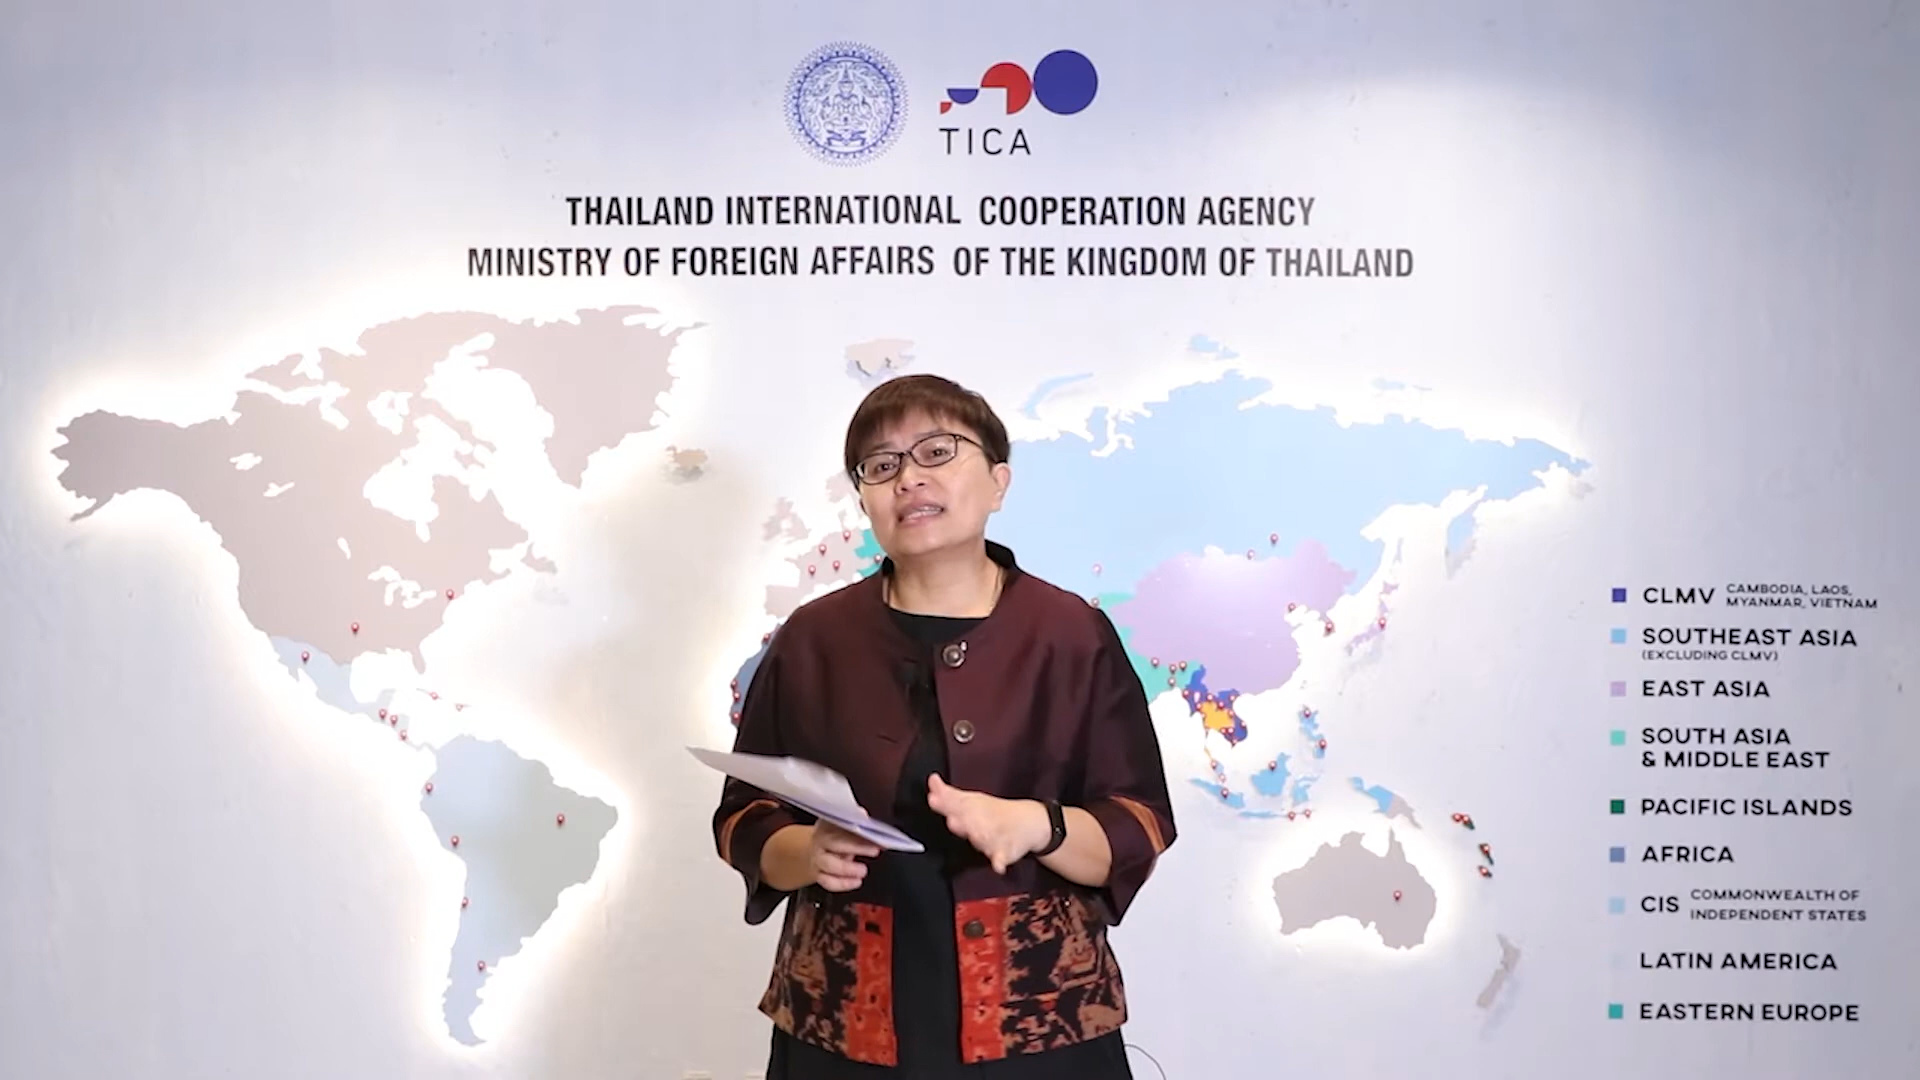 TICA
THAILAND INTERNATIONAL COOPERATION AGENCY
MINISTRY OF FOREIGN AFFAIRS OF THE KINGDOM OF THAILAND
CLMV CAMBODIA, LAOS,
MYANMAR, VIETNAM
SOUTHEAST ASIA
(EXCLUDING CLMV)
EAST ASIA
SOUTH ASIA
& MIDDLE EAST
PACIFIC ISLANDS
AFRICA
CIS COMMONWEALTH OF
INDEPENDENT STATES
LATIN AMERICA
EASTERN EUROPE